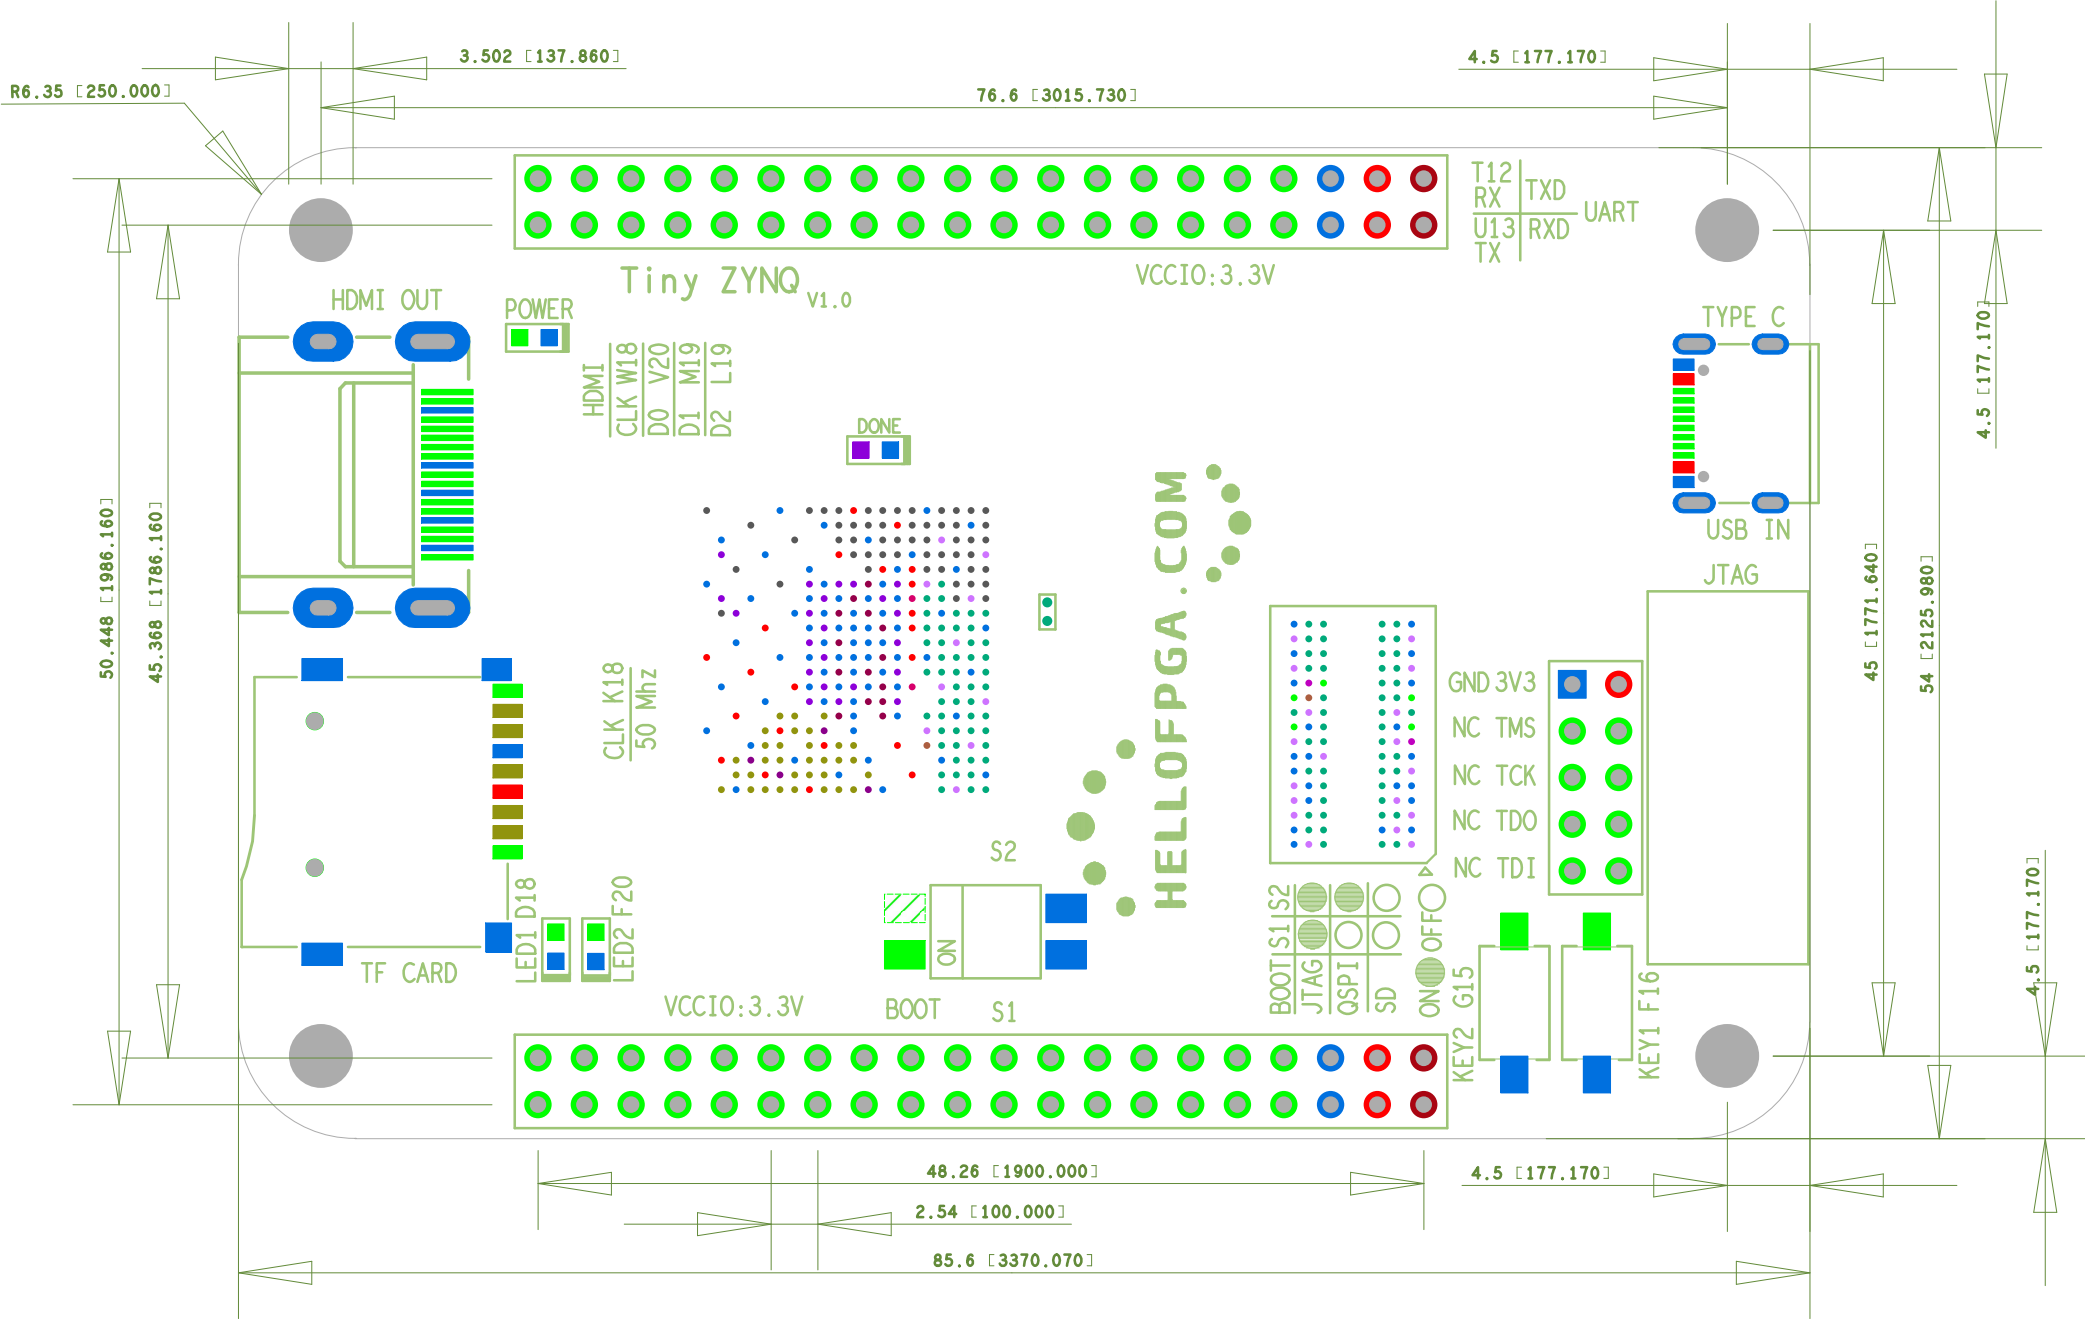 3.502 [137.860]
4.5 [177.170]
R6.35 [250.000]
76.6 [3015.730]
T12
RX
TXD
UART
U13
TX
RXD
Tiny ZYNQ
V1.0
VCCIO:3.3V
HDMI OUT
POWER
TYPE C
4.5 [177.170]
HDMI
CLK W18
D0 V20
D1 M19
D2 L19
DONE
USB IN
JTAG
50.448 [1986.160]
45.368 [1786.160]
45 [1771.640]
54 [2125.980]
HELLOFPGA.COM
CLK K18
50 Mhz
GND 3V3
NC TMS
NC TCK
NC TDO
NC TDI
S2
ON
BOOT
S1
LED1 D18
LED2 F20
TF CARD
VCCIO:3.3V
BOOT S1 S2
JTAG
QSPI
SD
ON
OFF
KEY2 G15
KEY1 F16
4.5 [177.170]
48.26 [1900.000]
4.5 [177.170]
2.54 [100.000]
85.6 [3370.070]